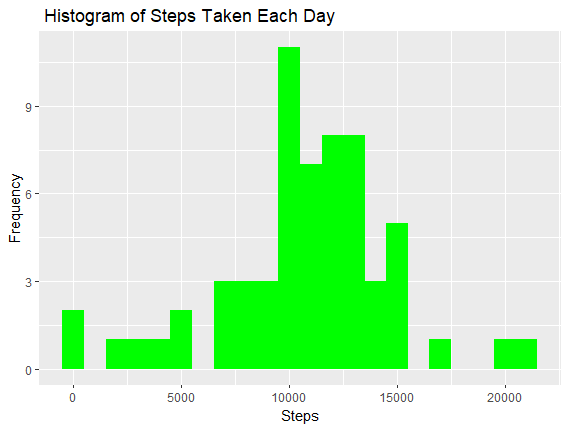 Histogram of Steps Taken Each Day
9
6
3
0
Frequency
0 5000 10000 15000 20000
Steps